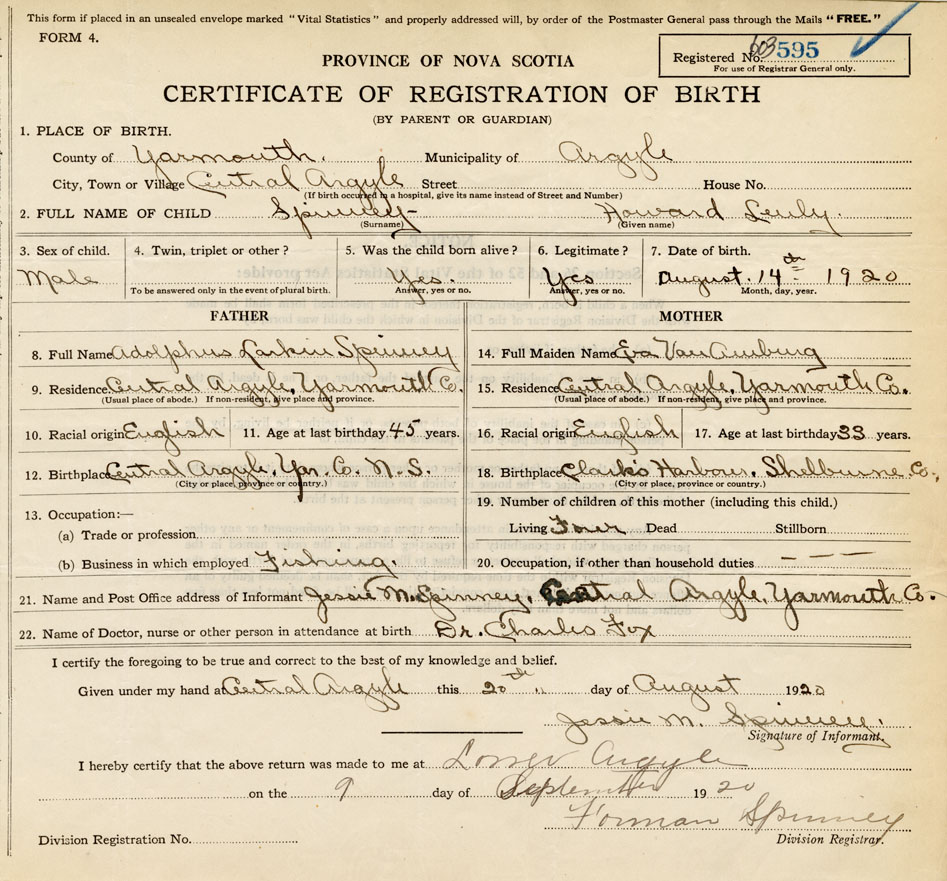 This form if placed in an unsealed envelope marked "Vital Statistics" and properly addressed will, by order of the Postmaster General pass through the Mails "FREE."
FORM 4.
Registered No. 603 595
For use of Registrar General only.
PROVINCE OF NOVA SCOTIA
CERTIFICATE OF REGISTRATION OF BIRTH
(BY PARENT OR GUARDIAN)
1. PLACE OF BIRTH.
County of Yarmouth. Municipality of Argyle
City, Town or Village Central Argyle Street House No.
(If birth occurred in a hospital, give its name instead of Street and Number)
2. FULL NAME OF CHILD Spinney Howard
(Surname) (Given name)
3. Sex of child. 4. Twin, triplet or other? 5. Was the child born alive? 6. Legitimate? 7. Date of birth.
Male Yes. Yes August. 14th 1920
To be answered only in the event of plural birth. Answer, yes or no. Answer, yes or no. Month, day, year.
FATHER MOTHER
8. Full Name Adolphus Larkin Spinney 14. Full Maiden Name Eva Van Amburg
9. Residence Central Argyle, Yarmouth Co. 15. Residence Central Argyle, Yarmouth Co.
(Usual place of abode.) If non-resident, give place and province. (Usual place of abode.) If non-resident, give place and province.
10. Racial origin English 11. Age at last birthday 45 years. 16. Racial origin English 17. Age at last birthday 33 years.
12. Birthplace Central Argyle, Yar. Co. N.S. 18. Birthplace Clarks Harbour, Shelburne Co.
(City or place, province or country.) (City or place, province or country.)
19. Number of children of this mother (including this child.)
13. Occupation:—
(a) Trade or profession Living Four Dead Stillborn
(b) Business in which employed Fishing. 20. Occupation, if other than household duties — — —
21. Name and Post Office address of Informant Jessie M. Spinney, Central Argyle, Yarmouth Co.
22. Name of Doctor, nurse or other person in attendance at birth Dr. Charles Fox
I certify the foregoing to be true and correct to the best of my knowledge and belief.
Given under my hand at Central Argyle this 20th day of August 1920
Jessie M. Spinney.
Signature of Informant.
I hereby certify that the above return was made to me at Lower Argyle
on the 9 day of September 1920
Forman Spinney
Division Registration No. Division Registrar.